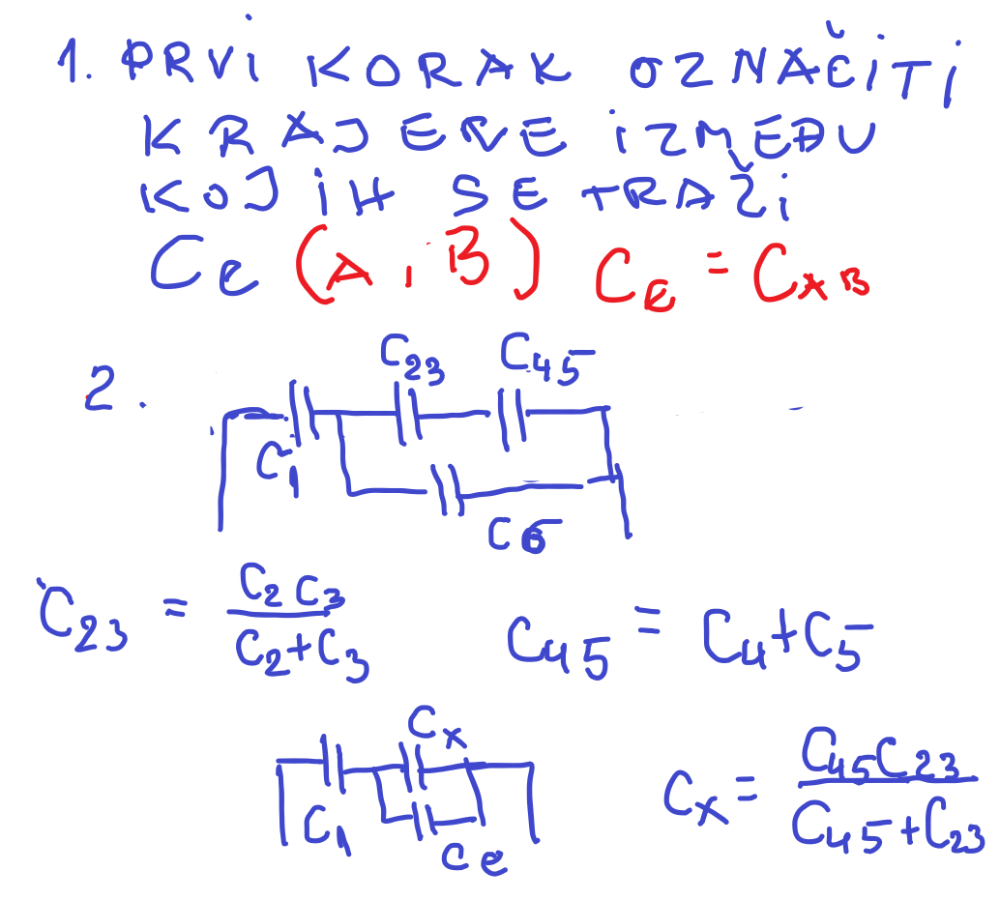 1. PRVi KORAK OZNAČiTi
KRAJEVE iZMEĐU
KOJiH SE TRAŽi
Ce (A, B) Ce = CAB
2.
C23 C45
C1
C6
C23 = C2C3 / C2+C3 C45 = C4+C5
Cx
Cx = C45C23 / C45+C23
C1
Ce